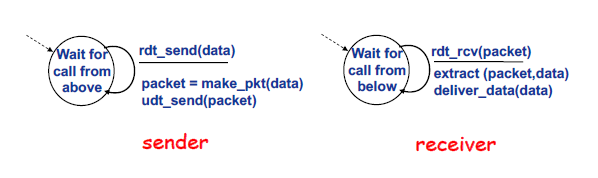 Wait for
call from
above
rdt_send(data)
packet = make_pkt(data)
udt_send(packet)
sender
Wait for
call from
below
rdt_rcv(packet)
extract (packet,data)
deliver_data(data)
receiver